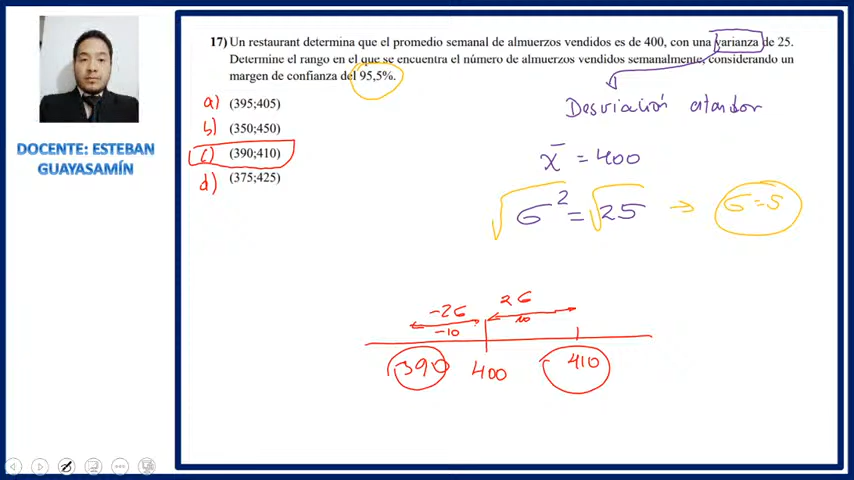 17) Un restaurant determina que el promedio semanal de almuerzos vendidos es de 400, con una varianza de 25.
Determine el rango en el que se encuentra el número de almuerzos vendidos semanalmente, considerando un
margen de confianza del 95,5%.
a) (395;405)
b) (350;450)
c) (390;410)
d) (375;425)
DOCENTE: ESTEBAN
GUAYASAMÍN
Desviación estandar
x̄ = 400
√σ² = √25 → σ=5
-2σ 2σ
-10 10
390 400 410